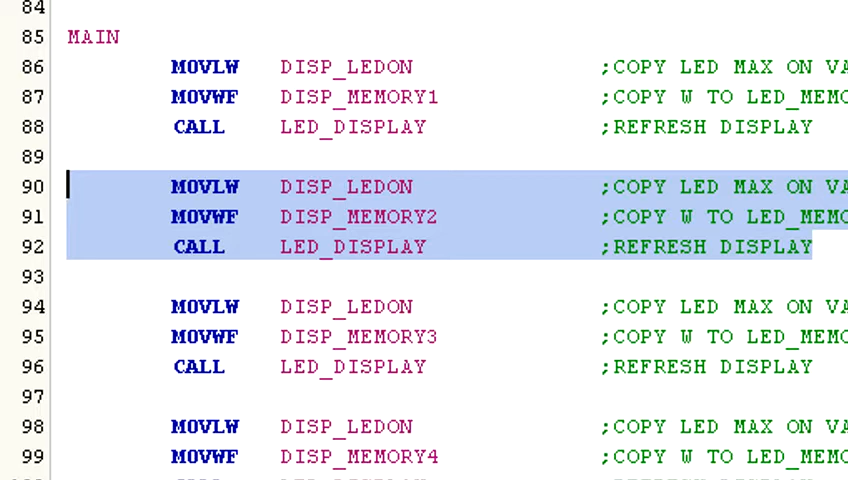 84
85 MAIN
86 MOVLW DISP_LEDON ;COPY LED MAX ON VA
87 MOVWF DISP_MEMORY1 ;COPY W TO LED_MEMO
88 CALL LED_DISPLAY ;REFRESH DISPLAY
89
90 MOVLW DISP_LEDON ;COPY LED MAX ON VA
91 MOVWF DISP_MEMORY2 ;COPY W TO LED_MEMO
92 CALL LED_DISPLAY ;REFRESH DISPLAY
93
94 MOVLW DISP_LEDON ;COPY LED MAX ON VA
95 MOVWF DISP_MEMORY3 ;COPY W TO LED_MEMO
96 CALL LED_DISPLAY ;REFRESH DISPLAY
97
98 MOVLW DISP_LEDON ;COPY LED MAX ON VA
99 MOVWF DISP_MEMORY4 ;COPY W TO LED_MEMO